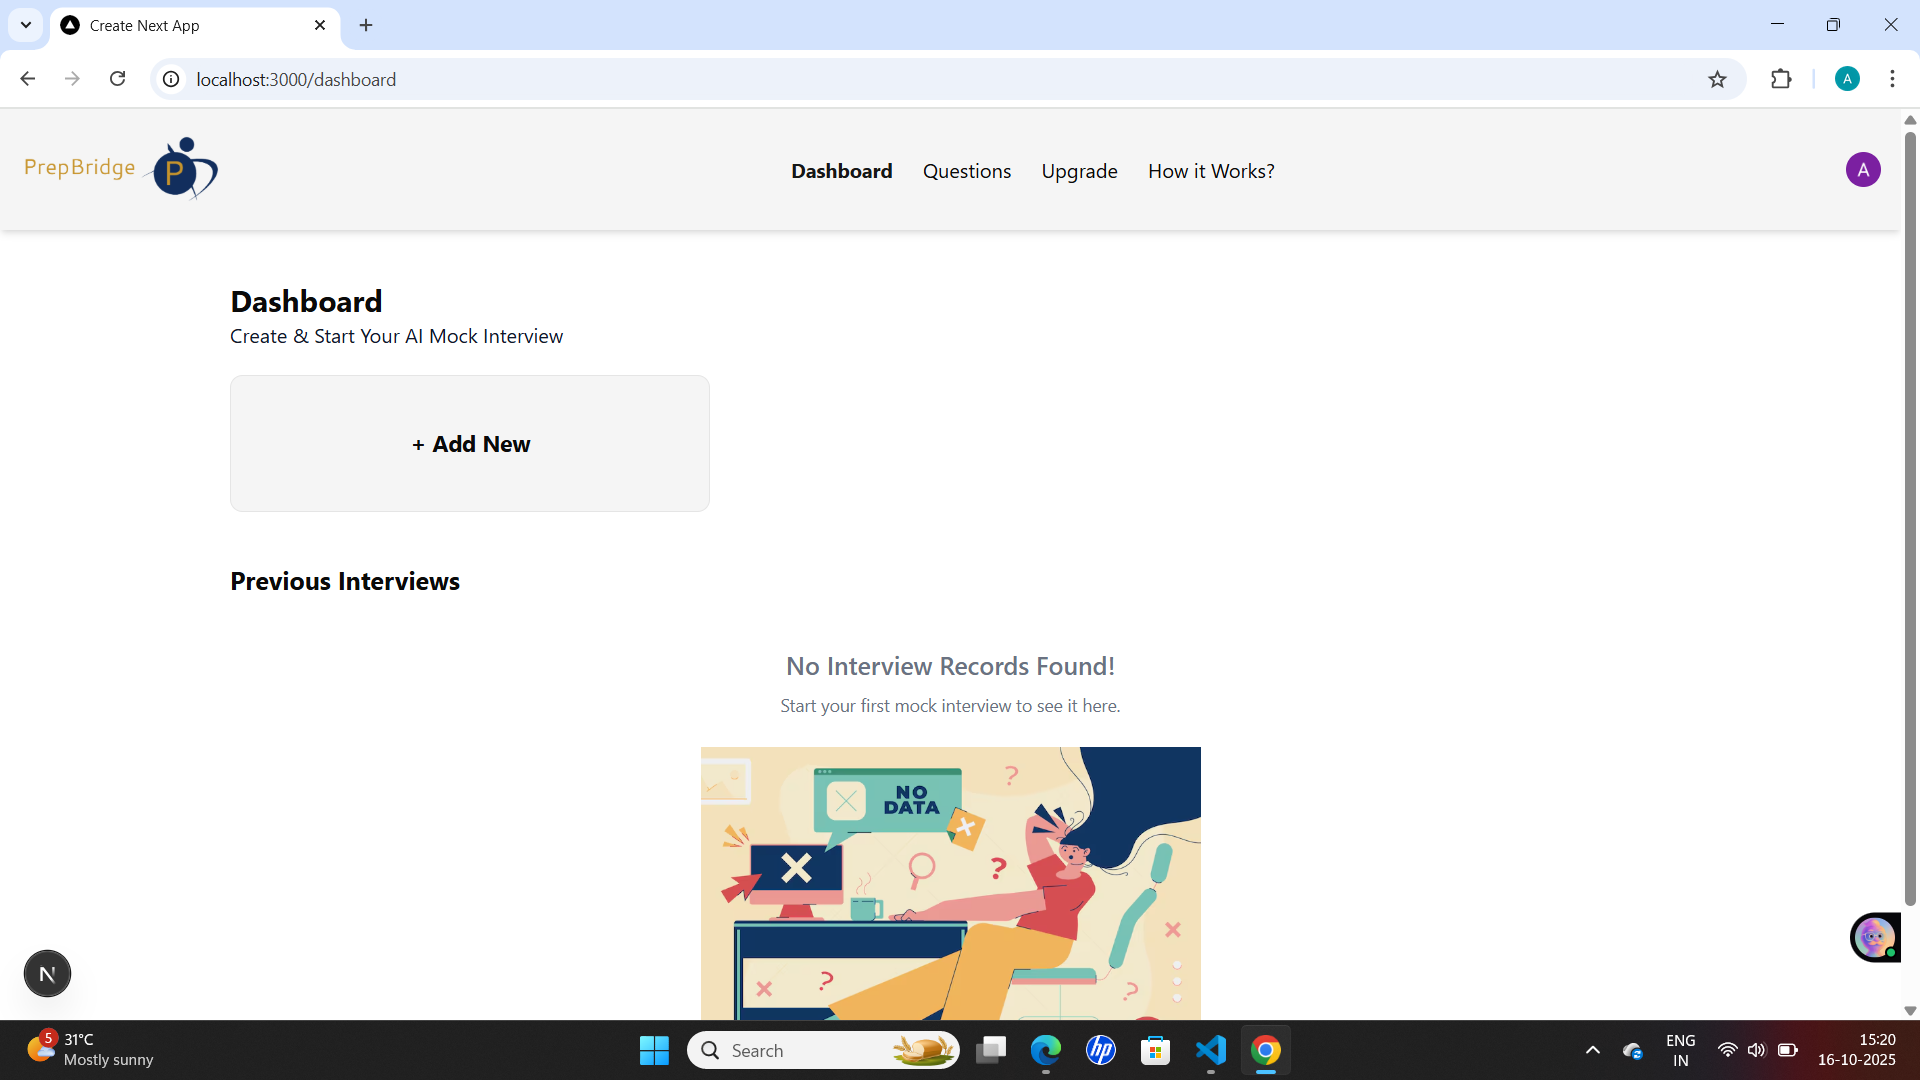 Create Next App
localhost:3000/dashboard
A
PrepBridge P
Dashboard Questions Upgrade How it Works?
A
Dashboard
Create & Start Your AI Mock Interview
+ Add New
Previous Interviews
No Interview Records Found!
Start your first mock interview to see it here.
NO
DATA
?
?
?
?
N
5
31°C
Mostly sunny
Search
hp
ENG
IN
15:20
16-10-2025